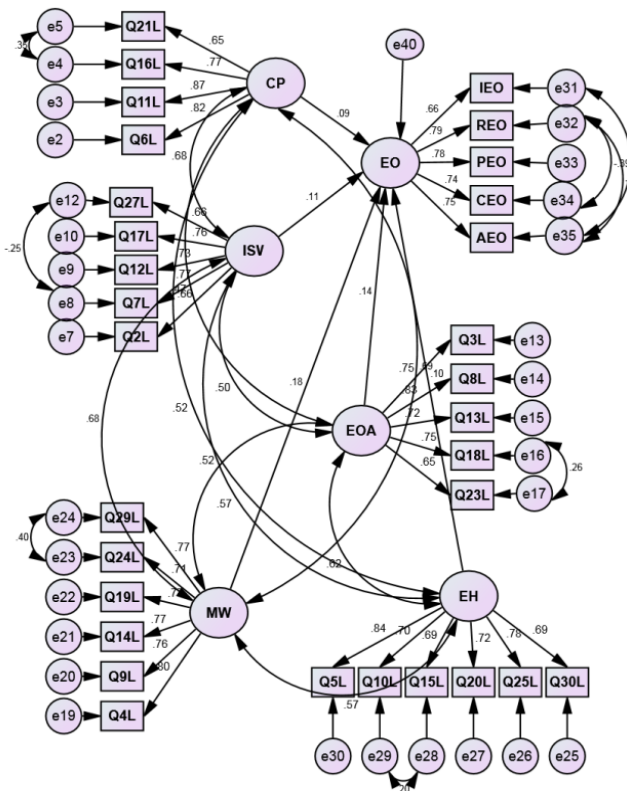 e5 Q21L .65
.35
e4 Q16L .77
CP
e3 Q11L .87
e2 Q6L .82
e40
.09
EO
.66 IEO e31
.79 REO e32
.78 PEO e33
.74 CEO e34
.75 AEO e35
.68
.11
e12 Q27L .66
e10 Q17L .76
ISV
-.25
e9 Q12L .73
e8 Q7L .77
e7 Q2L .66
.14
.18
.50
.52
.52
.57
.68
.62
EOA
.75 Q3L e13
.83 Q8L e14
.10
.72 Q13L e15
.75 Q18L e16
.26
.65 Q23L e17
e24 Q29L .77
.40
e23 Q24L .71
e22 Q19L
MW
e21 Q14L .77
e20 Q9L .76
e19 Q4L
EH
.84 .70 .69 .72 .78 .69
Q5L Q10L Q15L Q20L Q25L Q30L
.57
e30 e29 e28 e27 e26 e25
.20